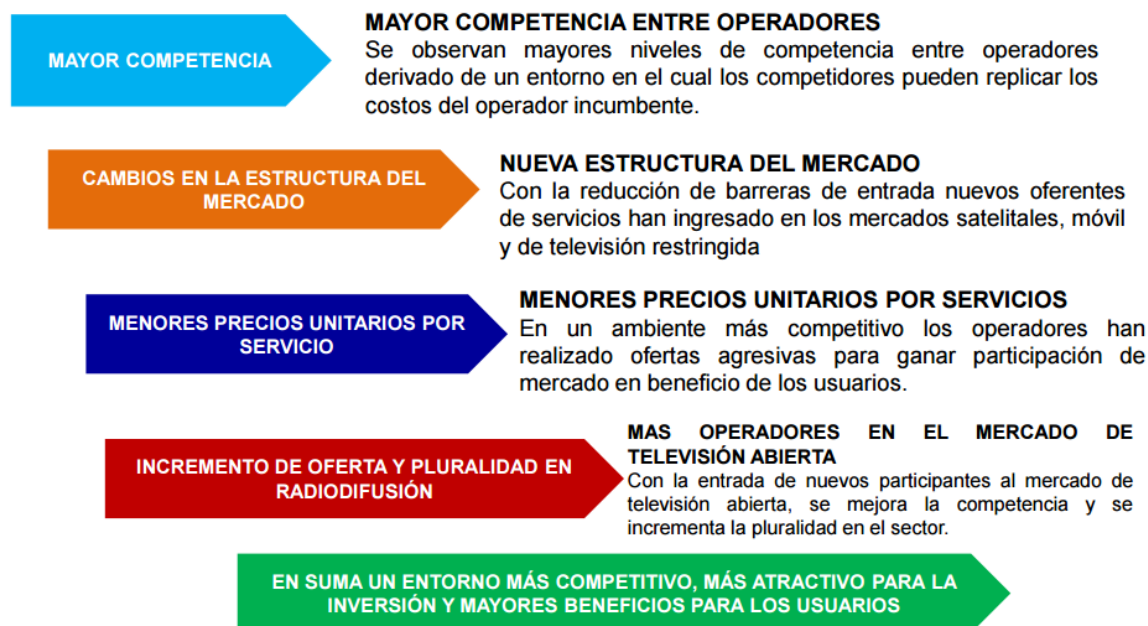 MAYOR COMPETENCIA
MAYOR COMPETENCIA ENTRE OPERADORES
Se observan mayores niveles de competencia entre operadores
derivado de un entorno en el cual los competidores pueden replicar los
costos del operador incumbente.
CAMBIOS EN LA ESTRUCTURA DEL
MERCADO
NUEVA ESTRUCTURA DEL MERCADO
Con la reducción de barreras de entrada nuevos oferentes
de servicios han ingresado en los mercados satelitales, móvil
y de televisión restringida
MENORES PRECIOS UNITARIOS POR
SERVICIO
MENORES PRECIOS UNITARIOS POR SERVICIOS
En un ambiente más competitivo los operadores han
realizado ofertas agresivas para ganar participación de
mercado en beneficio de los usuarios.
INCREMENTO DE OFERTA Y PLURALIDAD EN
RADIODIFUSIÓN
MAS OPERADORES EN EL MERCADO DE
TELEVISIÓN ABIERTA
Con la entrada de nuevos participantes al mercado de
televisión abierta, se mejora la competencia y se
incrementa la pluralidad en el sector.
EN SUMA UN ENTORNO MÁS COMPETITIVO, MÁS ATRACTIVO PARA LA
INVERSIÓN Y MAYORES BENEFICIOS PARA LOS USUARIOS